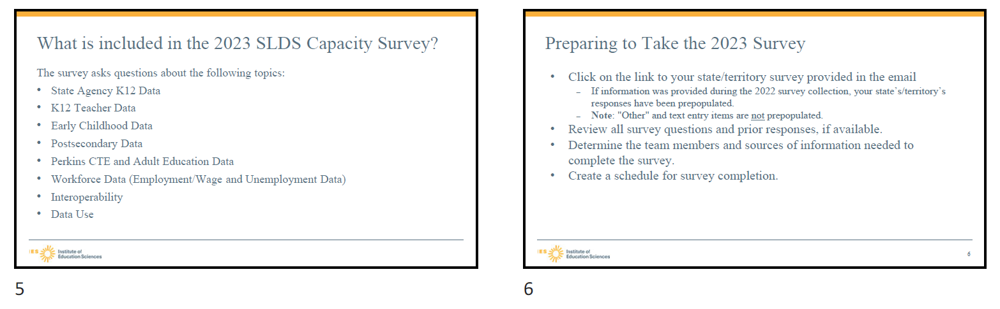 What is included in the 2023 SLDS Capacity Survey?
The survey asks questions about the following topics:
• State Agency K12 Data
• K12 Teacher Data
• Early Childhood Data
• Postsecondary Data
• Perkins CTE and Adult Education Data
• Workforce Data (Employment/Wage and Unemployment Data)
• Interoperability
• Data Use
IES Institute of
Education Sciences
5
Preparing to Take the 2023 Survey
• Click on the link to your state/territory survey provided in the email
– If information was provided during the 2022 survey collection, your state’s/territory’s
responses have been prepopulated.
– Note: "Other" and text entry items are not prepopulated.
• Review all survey questions and prior responses, if available.
• Determine the team members and sources of information needed to
complete the survey.
• Create a schedule for survey completion.
IES Institute of
Education Sciences
6
6